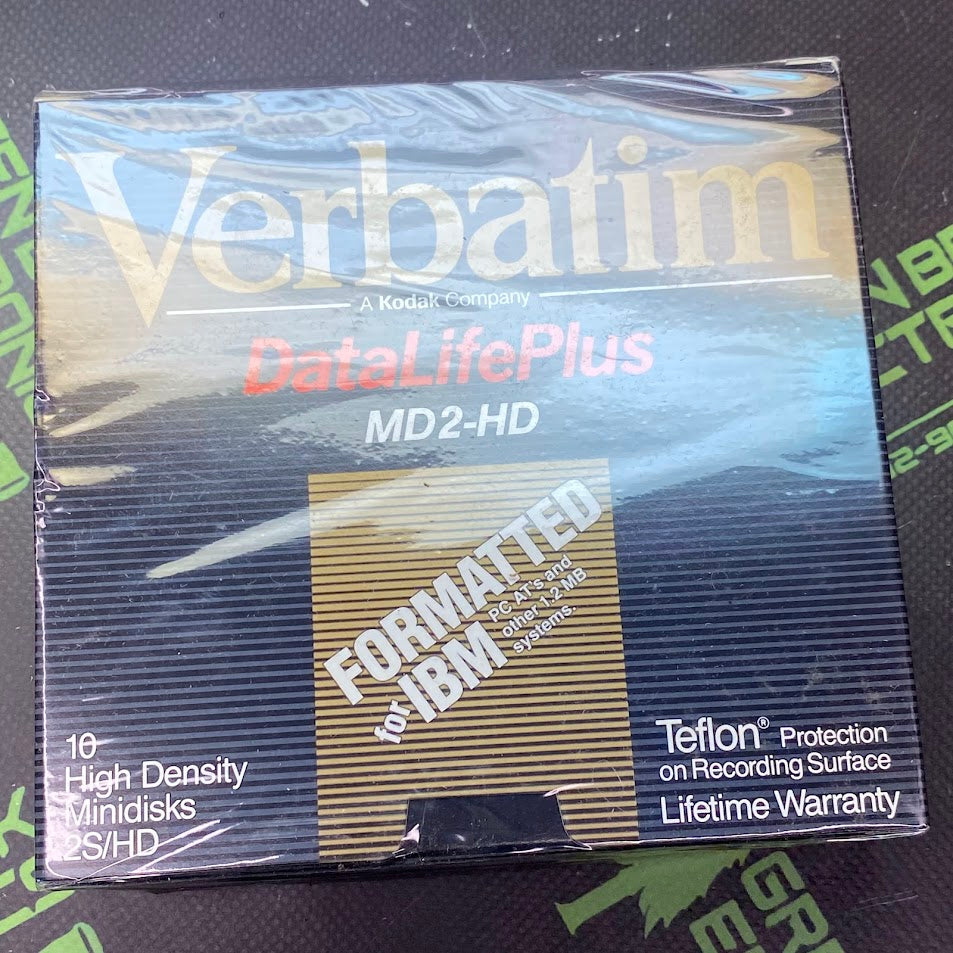 Verbatim
A Kodak Company
DataLifePlus
MD2-HD
FORMATTED
for IBM
PC AT's and
other 1.2 MB
systems.
10
High Density
Minidisks
2S/HD
Teflon® Protection
on Recording Surface
Lifetime Warranty